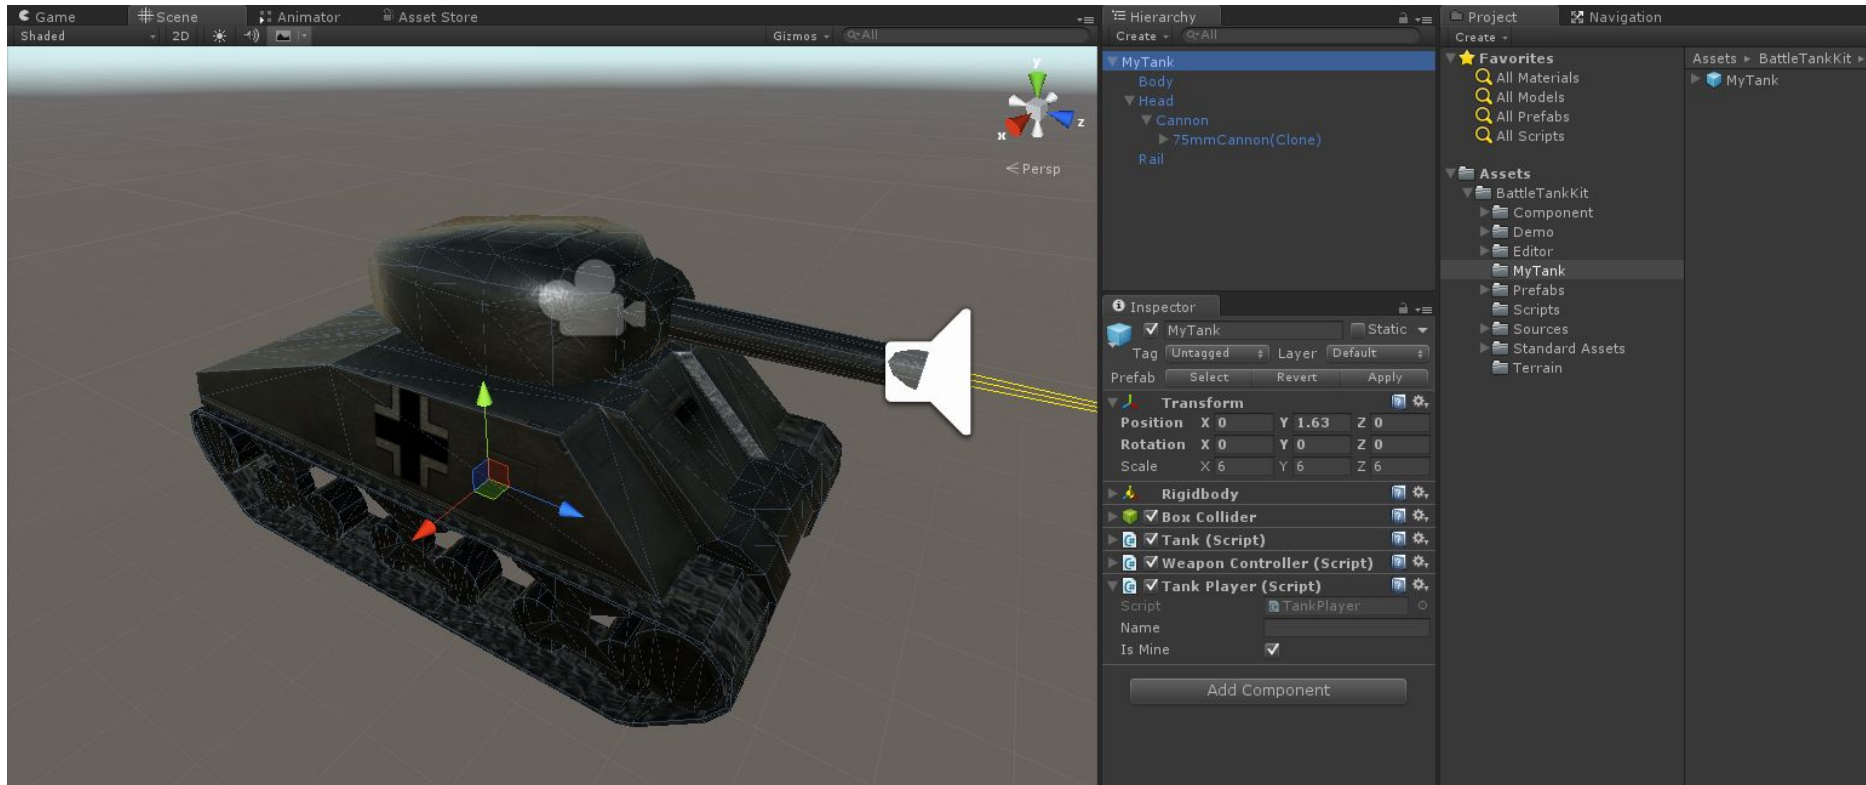 Game Scene Animator Asset Store
Shaded 2D Gizmos All
y
x z
Persp
Hierarchy
Create All
MyTank
Body
Head
Cannon
75mmCannon(Clone)
Rail
Inspector
MyTank Static
Tag Untagged Layer Default
Prefab Select Revert Apply
Transform
Position X 0 Y 1.63 Z 0
Rotation X 0 Y 0 Z 0
Scale X 6 Y 6 Z 6
Rigidbody
Box Collider
Tank (Script)
Weapon Controller (Script)
Tank Player (Script)
Script TankPlayer
Name
Is Mine
Add Component
Project Navigation
Create
Favorites
All Materials
All Models
All Prefabs
All Scripts
Assets
BattleTankKit
Component
Demo
Editor
MyTank
Prefabs
Scripts
Sources
Standard Assets
Terrain
Assets BattleTankKit
MyTank